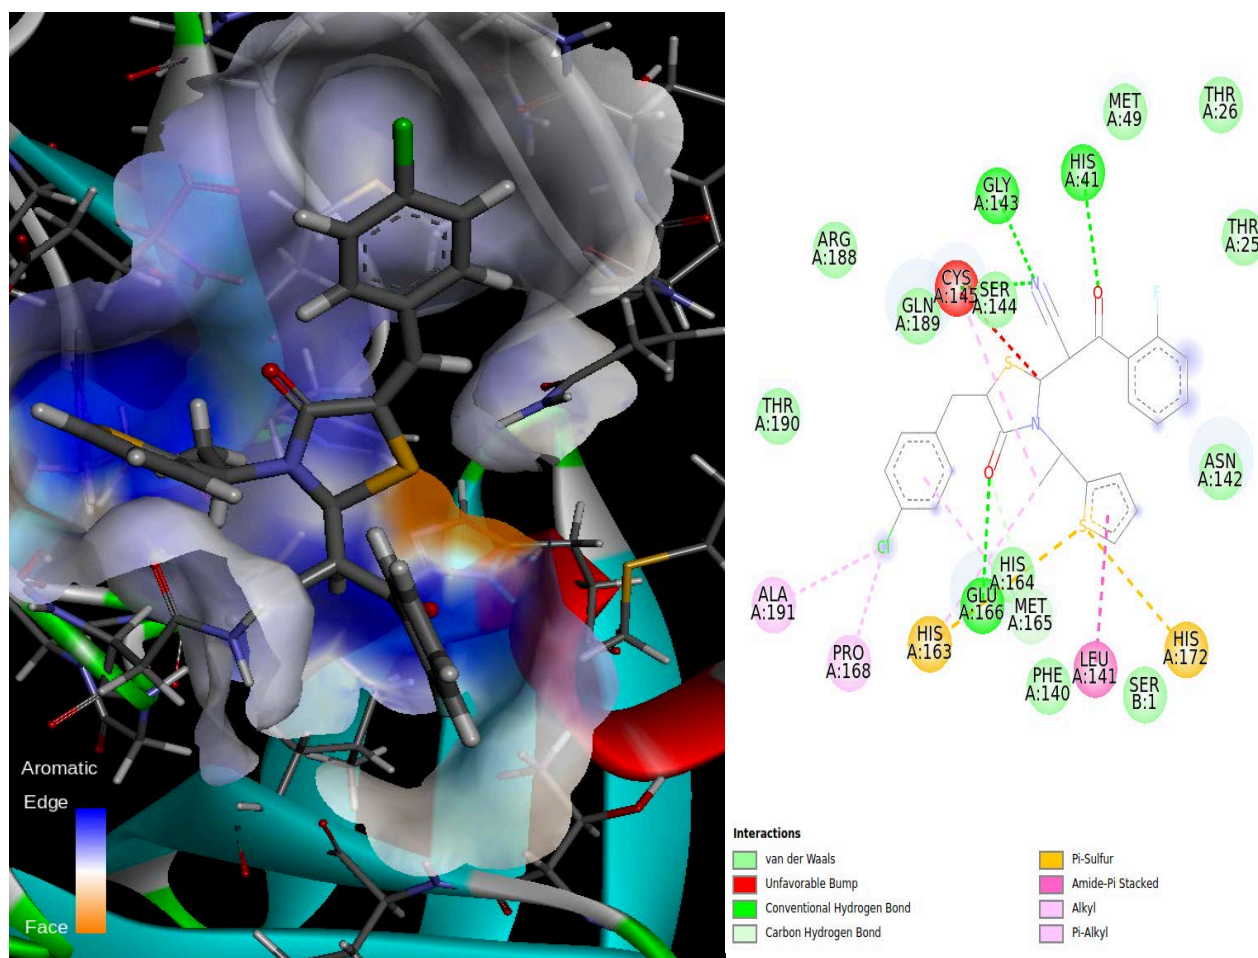 Aromatic
Edge
Face
MET
A:49
THR
A:26
HIS
A:41
GLY
A:143
THR
A:25
ARG
A:188
CYS
A:145
SER
A:144
GLN
A:189
N
O
F
S
N
O
THR
A:190
ASN
A:142
S
Cl
HIS
A:164
ALA
A:191
GLU
A:166
MET
A:165
HIS
A:163
PRO
A:168
HIS
A:172
LEU
A:141
PHE
A:140
SER
B:1
Interactions
van der Waals
Unfavorable Bump
Conventional Hydrogen Bond
Carbon Hydrogen Bond
Pi-Sulfur
Amide-Pi Stacked
Alkyl
Pi-Alkyl